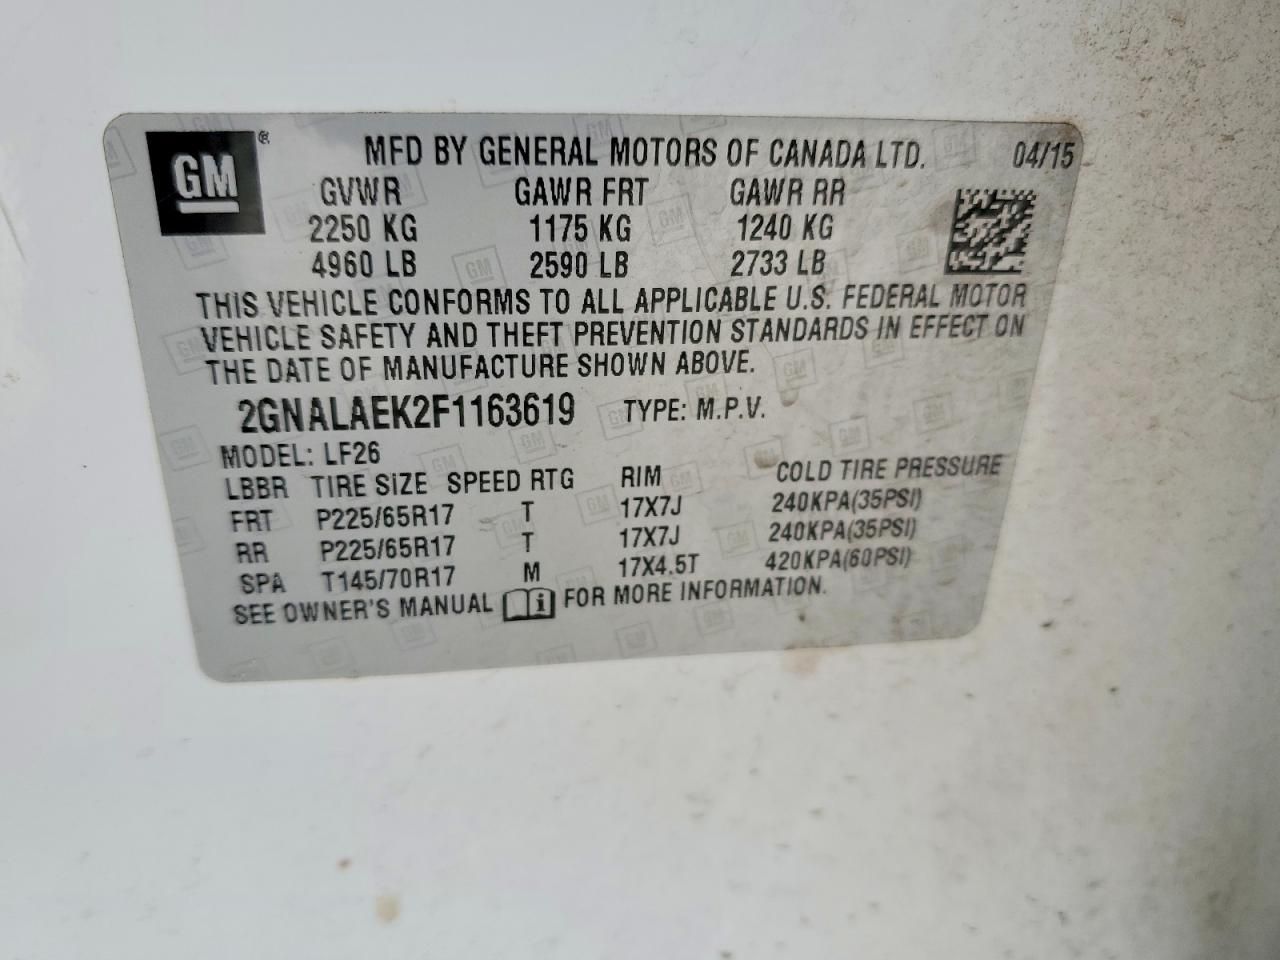 GM ® MFD BY GENERAL MOTORS OF CANADA LTD. 04/15
GVWR GAWR FRT GAWR RR
2250 KG 1175 KG 1240 KG
4960 LB 2590 LB 2733 LB
THIS VEHICLE CONFORMS TO ALL APPLICABLE U.S. FEDERAL MOTOR
VEHICLE SAFETY AND THEFT PREVENTION STANDARDS IN EFFECT ON
THE DATE OF MANUFACTURE SHOWN ABOVE.
2GNALAEK2F1163619 TYPE: M.P.V.
MODEL: LF26
LBBR TIRE SIZE SPEED RTG RIM COLD TIRE PRESSURE
FRT P225/65R17 T 17X7J 240KPA(35PSI)
RR P225/65R17 T 17X7J 240KPA(35PSI)
SPA T145/70R17 M 17X4.5T 420KPA(60PSI)
SEE OWNER'S MANUAL i FOR MORE INFORMATION.